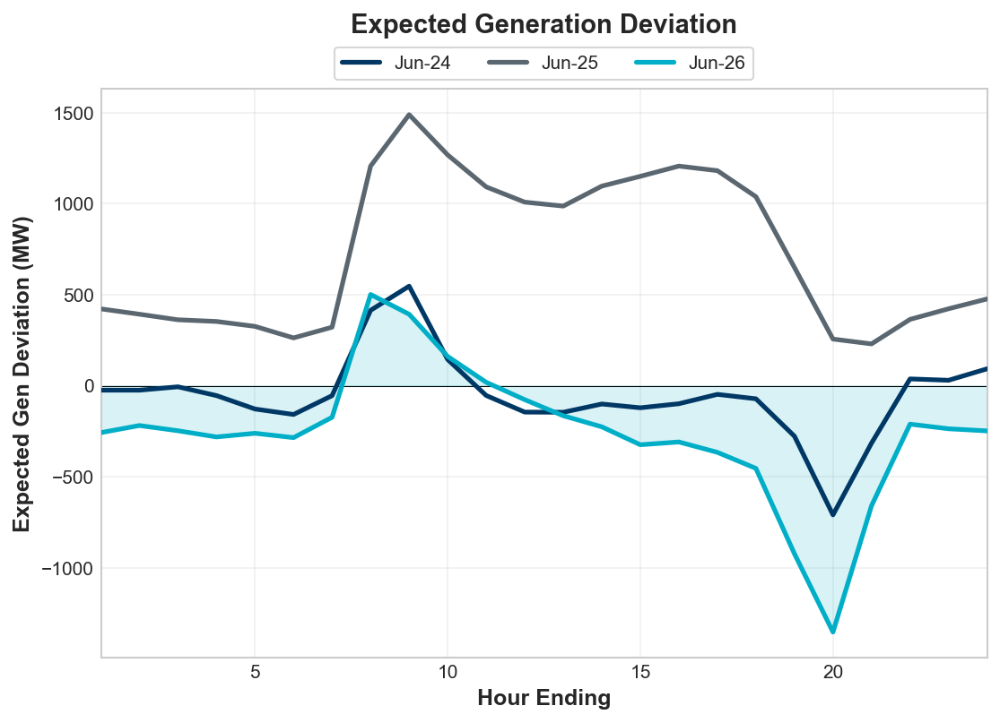 Expected Generation Deviation
Jun-24 Jun-25 Jun-26
Expected Gen Deviation (MW)
1500
1000
500
0
−500
−1000
5 10 15 20
Hour Ending